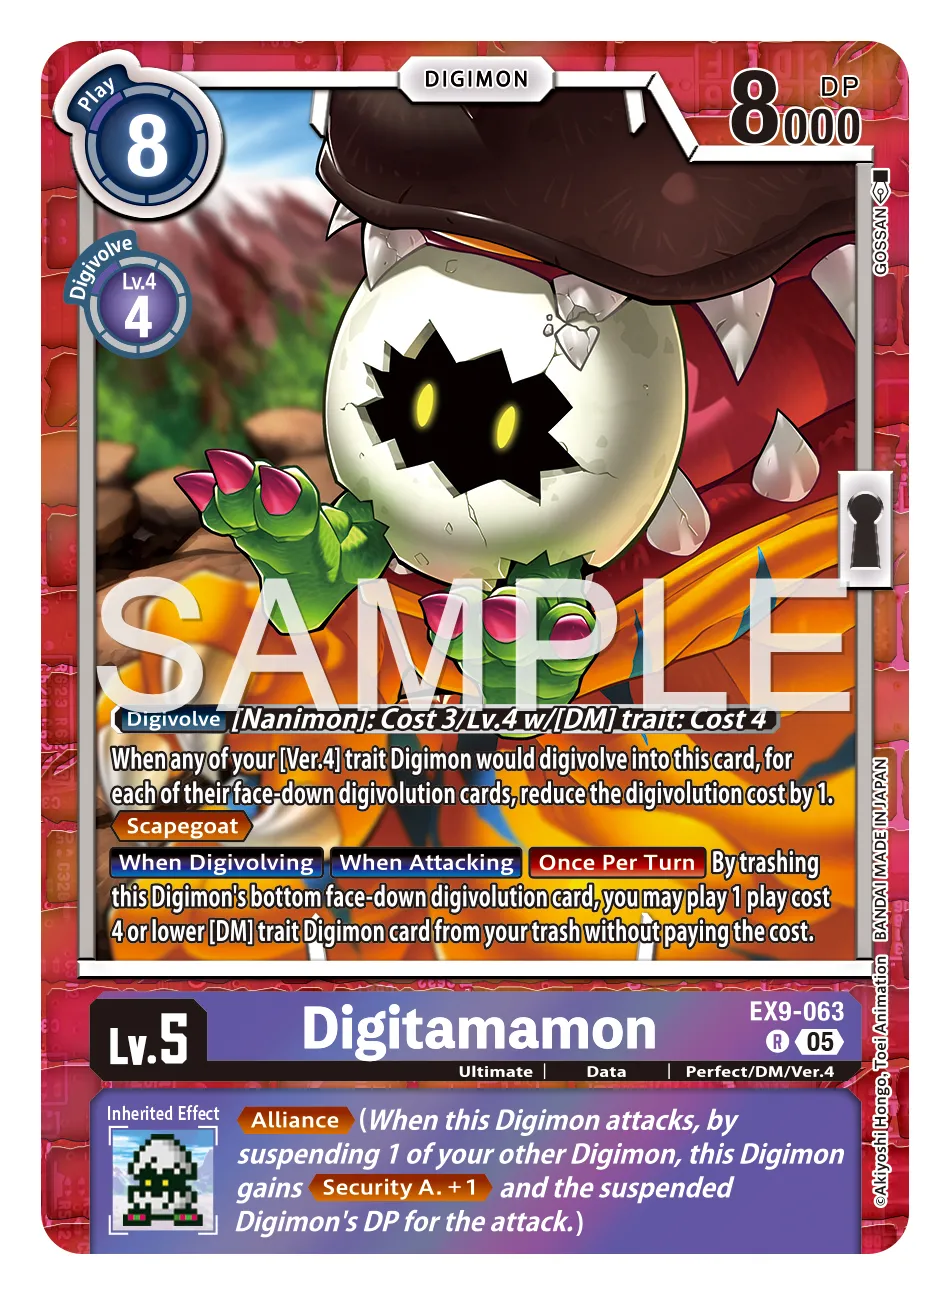 DIGIMON
Play
8
DP
8000
Digivolve
Lv.4
4
GOSSAN
SAMPLE
Digivolve [Nanimon]: Cost 3/Lv.4 w/[DM] trait: Cost 4
When any of your [Ver.4] trait Digimon would digivolve into this card, for
each of their face-down digivolution cards, reduce the digivolution cost by 1.
Scapegoat
When Digivolving When Attacking Once Per Turn By trashing
this Digimon's bottom face-down digivolution card, you may play 1 play cost
4 or lower [DM] trait Digimon card from your trash without paying the cost.
©Akiyoshi Hongo, Toei Animation BANDAI MADE IN JAPAN
Lv.5
Digitamamon
EX9-063
R 05
Ultimate | Data | Perfect/DM/Ver.4
Inherited Effect
Alliance (When this Digimon attacks, by
suspending 1 of your other Digimon, this Digimon
gains Security A. +1 and the suspended
Digimon's DP for the attack.)